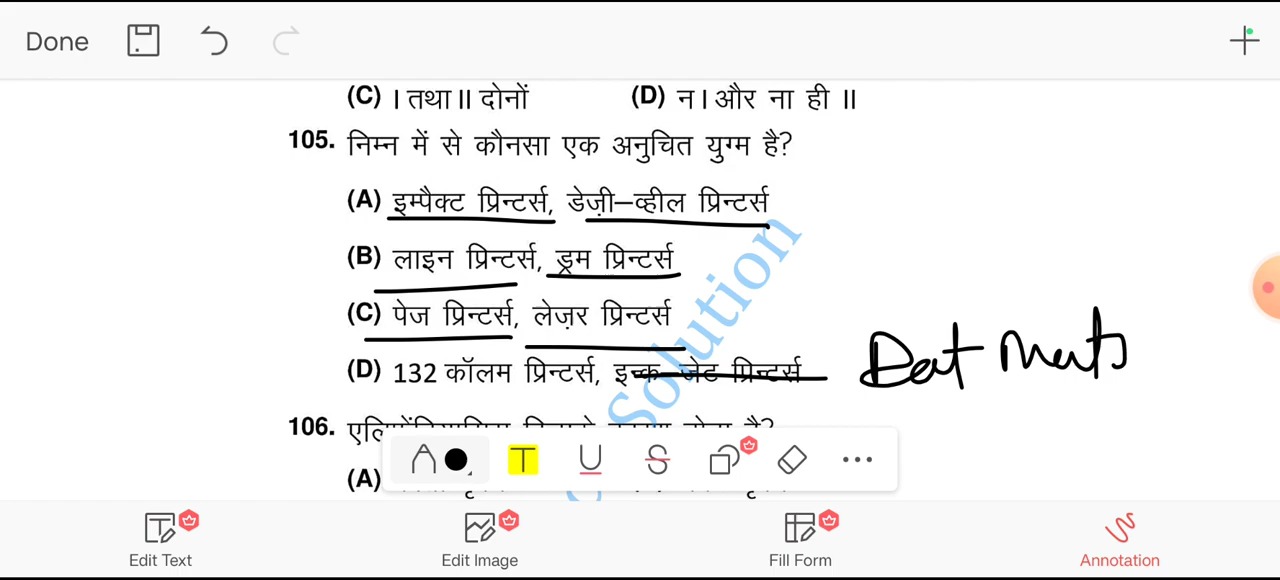 Done
(C) I तथा II दोनों (D) न I और ना ही II
105. निम्न में से कौनसा एक अनुचित युग्म है?
(A) इम्पैक्ट प्रिन्टर्स, डेज़ी–व्हील प्रिन्टर्स
(B) लाइन प्रिन्टर्स, ड्रम प्रिन्टर्स
(C) पेज प्रिन्टर्स, लेज़र प्रिन्टर्स
(D) 132 कॉलम प्रिन्टर्स, इन्क–जेट प्रिन्टर्स Dot
Solution
106.
T U S
(A)
Edit Text Edit Image Fill Form Annotation